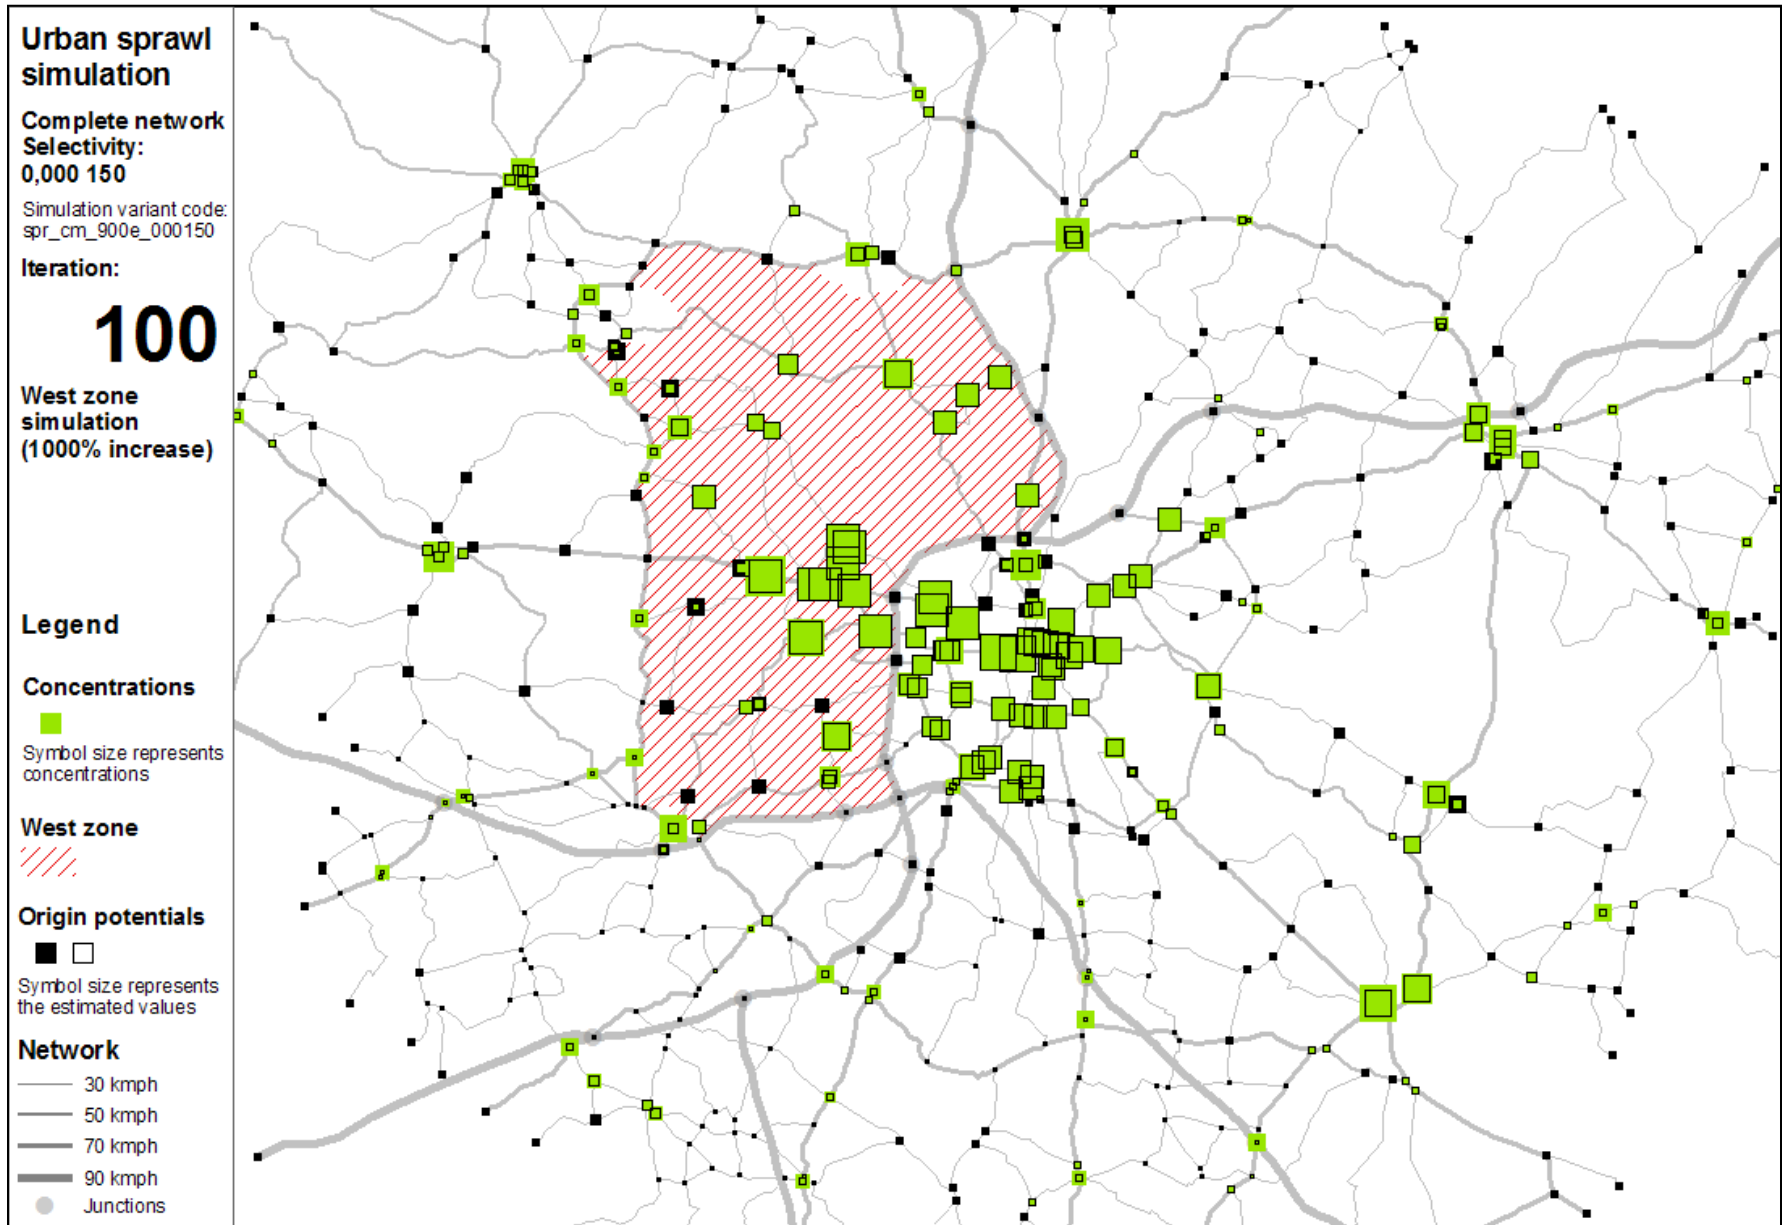 Urban sprawl
simulation
Complete network
Selectivity:
0,000 150
Simulation variant code:
spr_cm_900e_000150
Iteration:
100
West zone
simulation
(1000% increase)
Legend
Concentrations
Symbol size represents
concentrations
West zone
Origin potentials
Symbol size represents
the estimated values
Network
30 kmph
50 kmph
70 kmph
90 kmph
Junctions